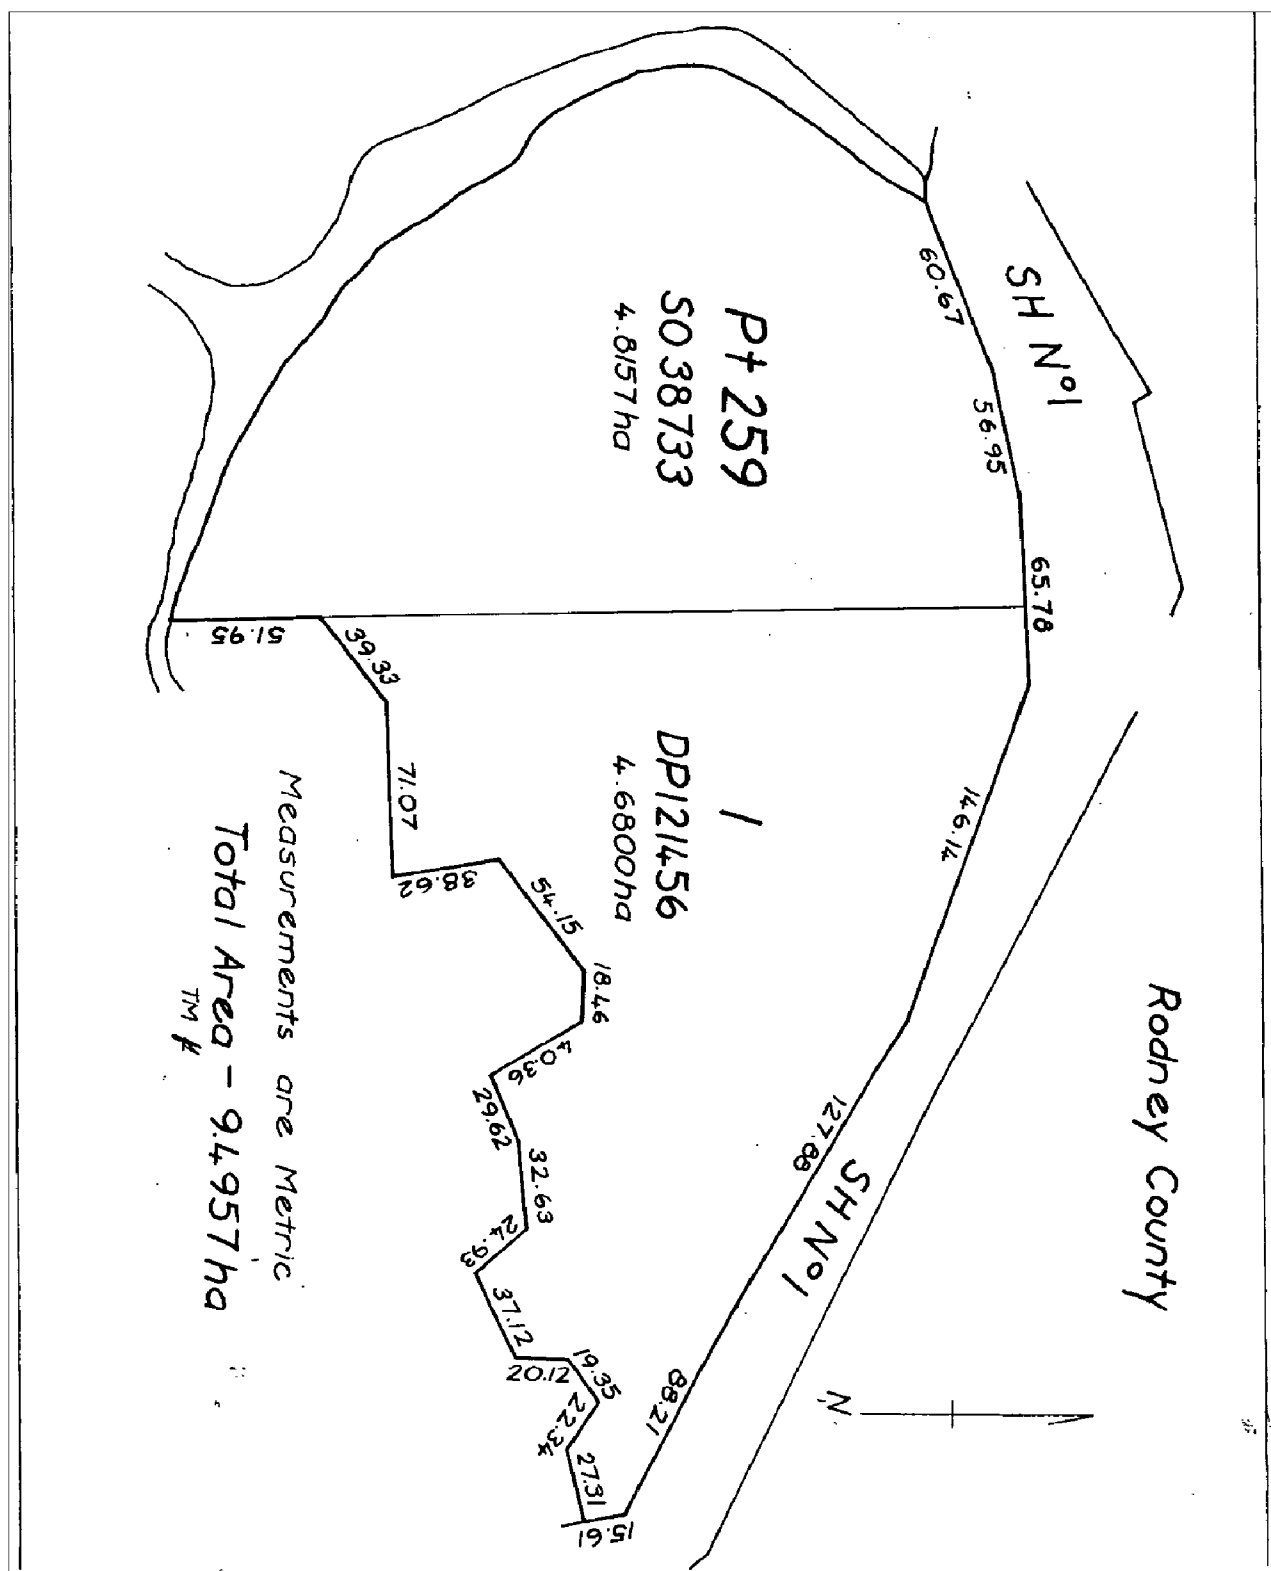 SH Nº1
60.67
56.95
65.78
Pt 259
SO 38733
4.8157ha
51.95
39.33
71.07
38.62
54.15
18.46
40.36
29.62
32.63
24.93
37.12
20.12
19.35
22.34
27.31
15.61
88.21
127.88
146.14
1
DP121456
4.6800ha
SH Nº1
Rodney County
N
Measurements are Metric
Total Area - 9.4957ha
TM